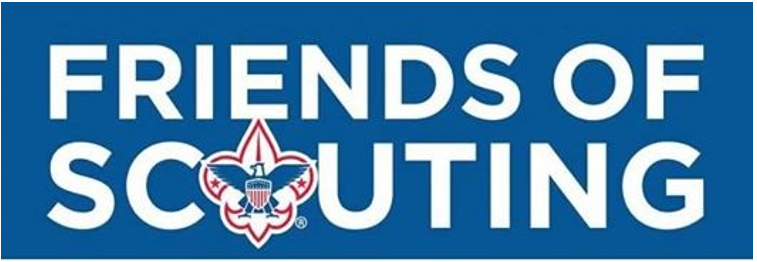 FRIENDS OF
SCOUTING
®